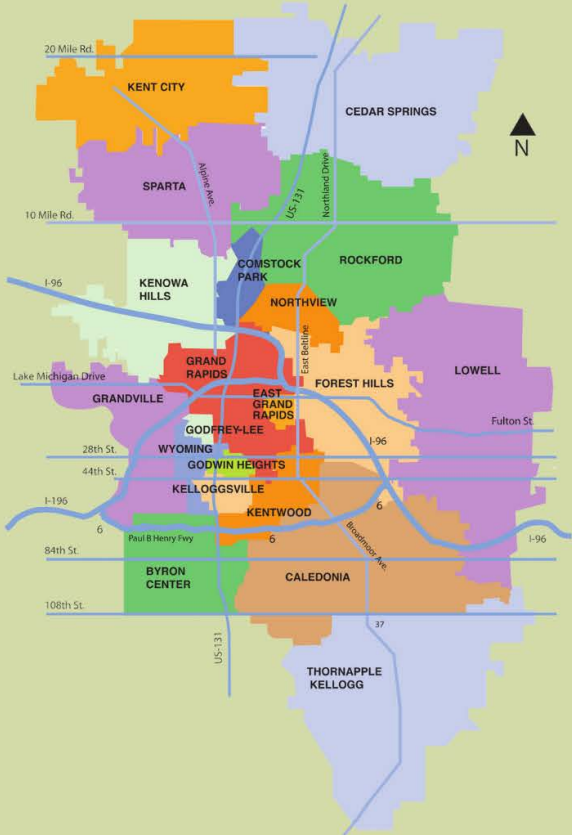 20 Mile Rd.
KENT CITY
CEDAR SPRINGS
N
Alpine Ave.
US-131
Northland Drive
SPARTA
10 Mile Rd.
COMSTOCK
PARK
ROCKFORD
KENOWA
HILLS
I-96
NORTHVIEW
East Beltline
GRAND
RAPIDS
LOWELL
Lake Michigan Drive
FOREST HILLS
GRANDVILLE
EAST
GRAND
RAPIDS
Fulton St.
GODFREY-LEE
I-96
28th St.
WYOMING
GODWIN HEIGHTS
44th St.
KELLOGGSVILLE
I-196
6
KENTWOOD
6
Paul B Henry Fwy
6
Broadmoor Ave.
I-96
84th St.
BYRON
CENTER
CALEDONIA
108th St.
37
US-131
THORNAPPLE
KELLOGG